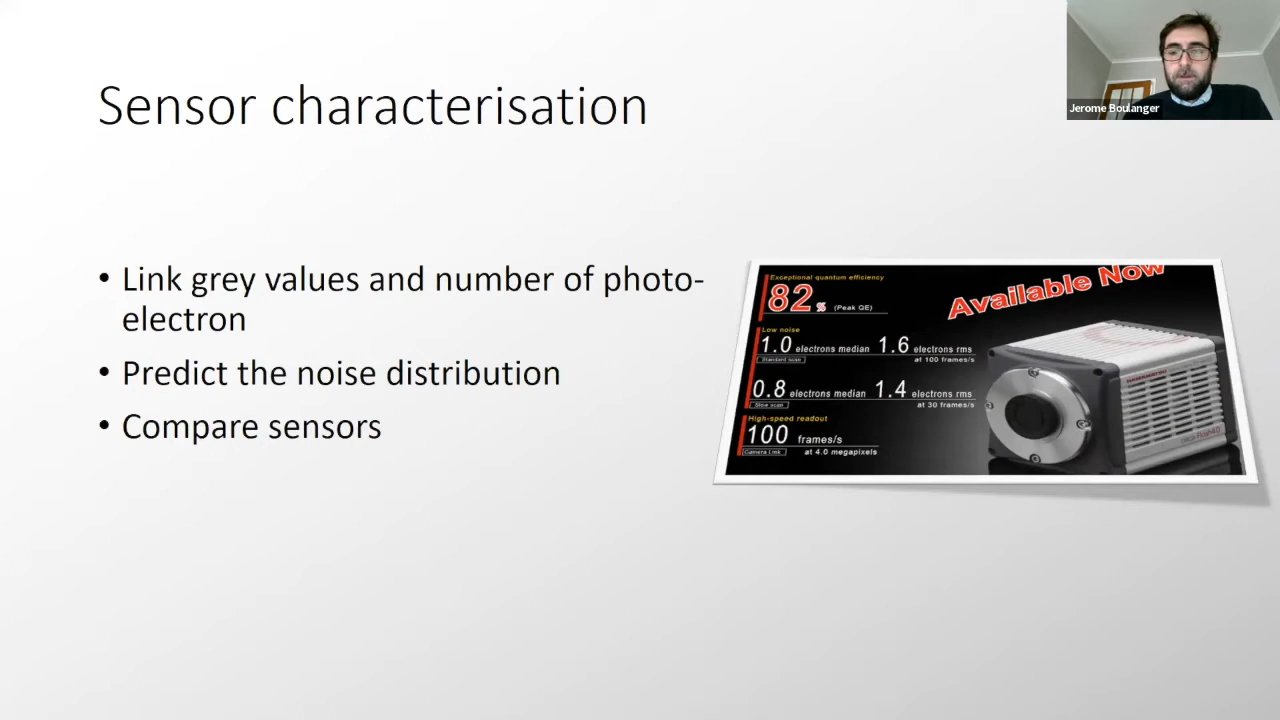 Jerome Boulanger
Sensor characterisation
• Link grey values and number of photo-
electron
• Predict the noise distribution
• Compare sensors
Available Now
Exceptional quantum efficiency
82 % (Peak QE)
Low noise
1.0 electrons median 1.6 electrons rms
Standard scan at 100 frames/s
0.8 electrons median 1.4 electrons rms
Slow scan at 30 frames/s
High-speed readout
100 frames/s
Camera Link at 4.0 megapixels
HAMAMATSU